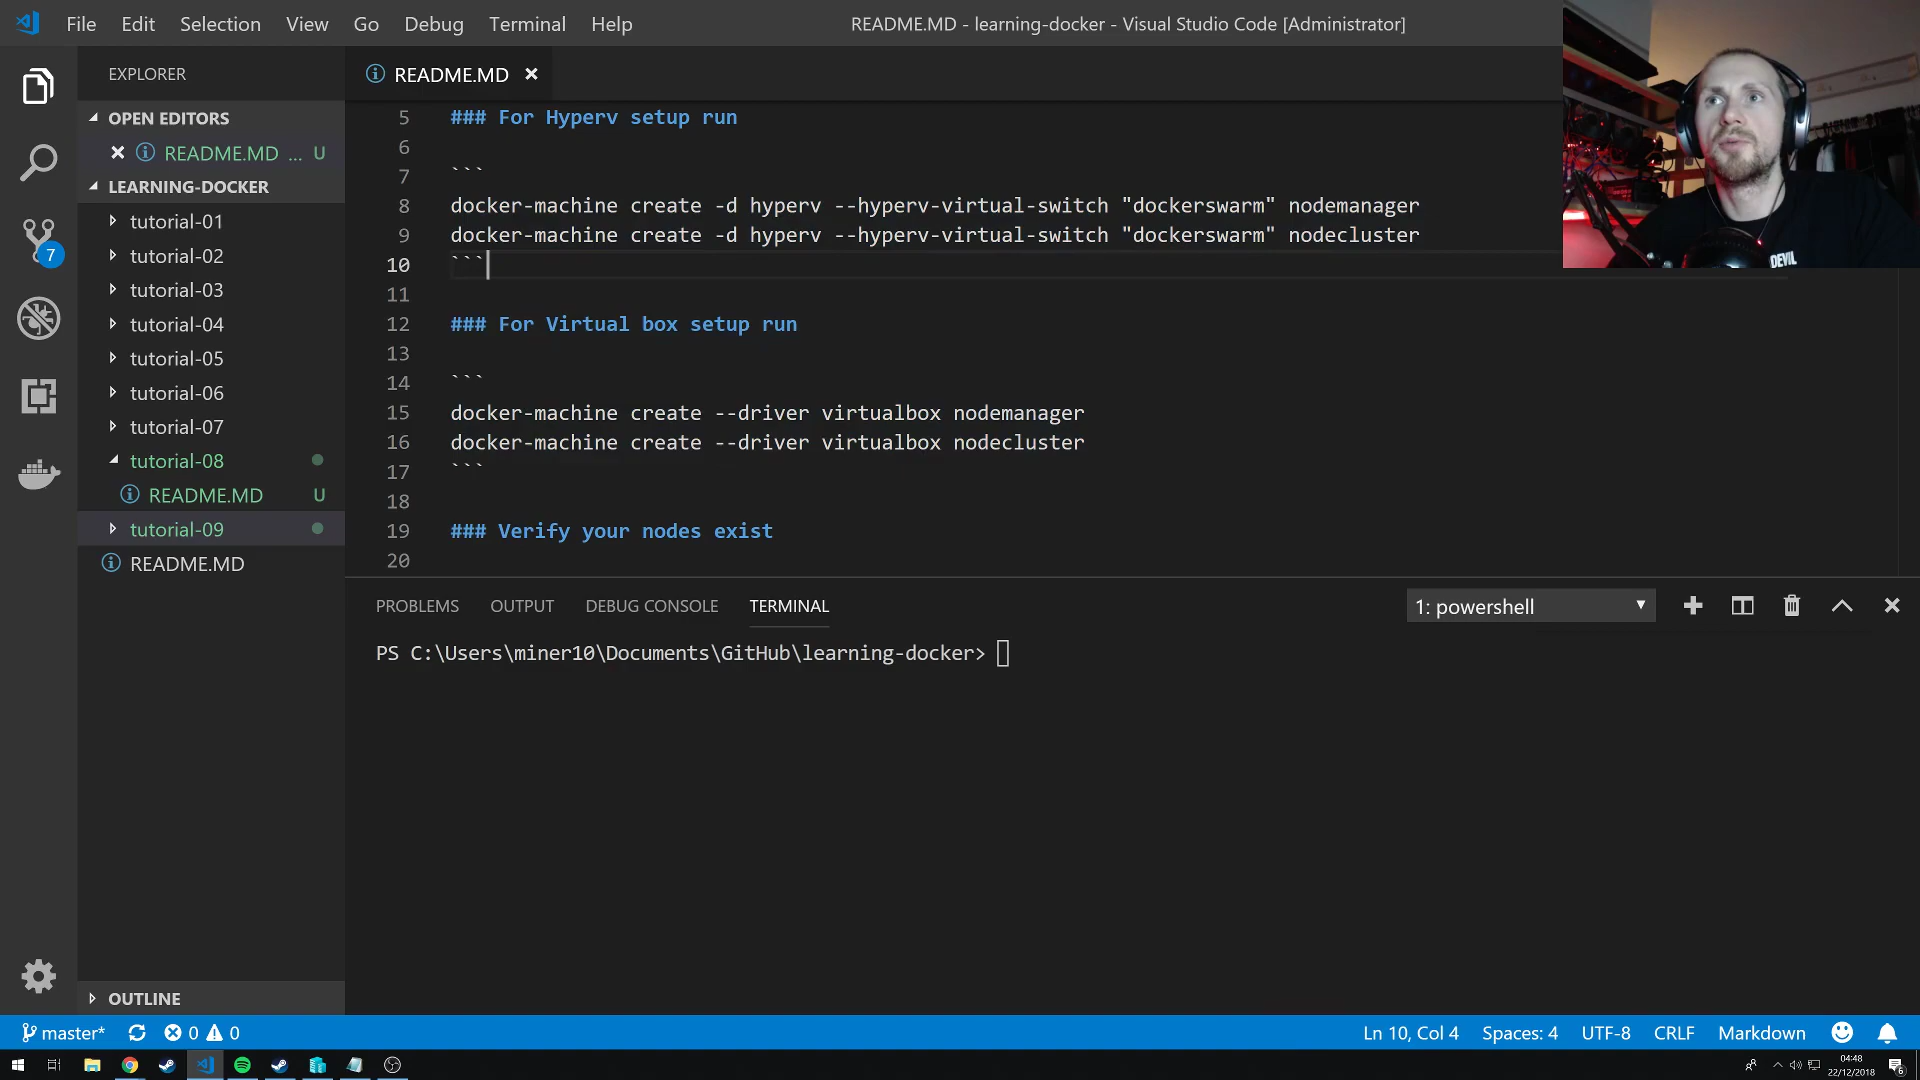 File Edit Selection View Go Debug Terminal Help
README.MD - learning-docker - Visual Studio Code [Administrator]
EXPLORER
README.MD
OPEN EDITORS
README.MD ... U
LEARNING-DOCKER
tutorial-01
tutorial-02
tutorial-03
tutorial-04
tutorial-05
tutorial-06
tutorial-07
tutorial-08
README.MD U
tutorial-09
README.MD
OUTLINE
7
5 ### For Hyperv setup run
6
7 ```
8 docker-machine create -d hyperv --hyperv-virtual-switch "dockerswarm" nodemanager
9 docker-machine create -d hyperv --hyperv-virtual-switch "dockerswarm" nodecluster
10 ```
11
12 ### For Virtual box setup run
13
14 ```
15 docker-machine create --driver virtualbox nodemanager
16 docker-machine create --driver virtualbox nodecluster
17 ```
18
19 ### Verify your nodes exist
20
DEVIL
PROBLEMS OUTPUT DEBUG CONSOLE TERMINAL
1: powershell
PS C:\Users\miner10\Documents\GitHub\learning-docker>
master* 0 0
Ln 10, Col 4 Spaces: 4 UTF-8 CRLF Markdown
04:48
22/12/2018
6